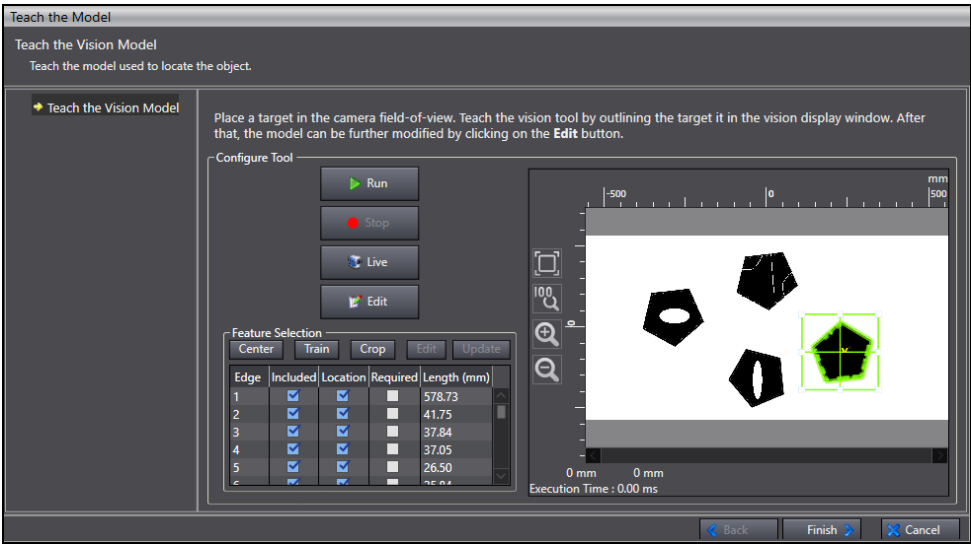 Teach the Model
Teach the Vision Model
Teach the model used to locate the object.
Teach the Vision Model
Place a target in the camera field-of-view. Teach the vision tool by outlining the target it in the vision display window. After
that, the model can be further modified by clicking on the Edit button.
Configure Tool
Run
Stop
Live
Edit
Feature Selection
Center Train Crop Edit Update
Edge Included Location Required Length (mm)
1 578.73
2 41.75
3 37.84
4 37.05
5 26.50
mm
-500 0 500
100
0
0 mm 0 mm
Execution Time : 0.00 ms
Back Finish Cancel